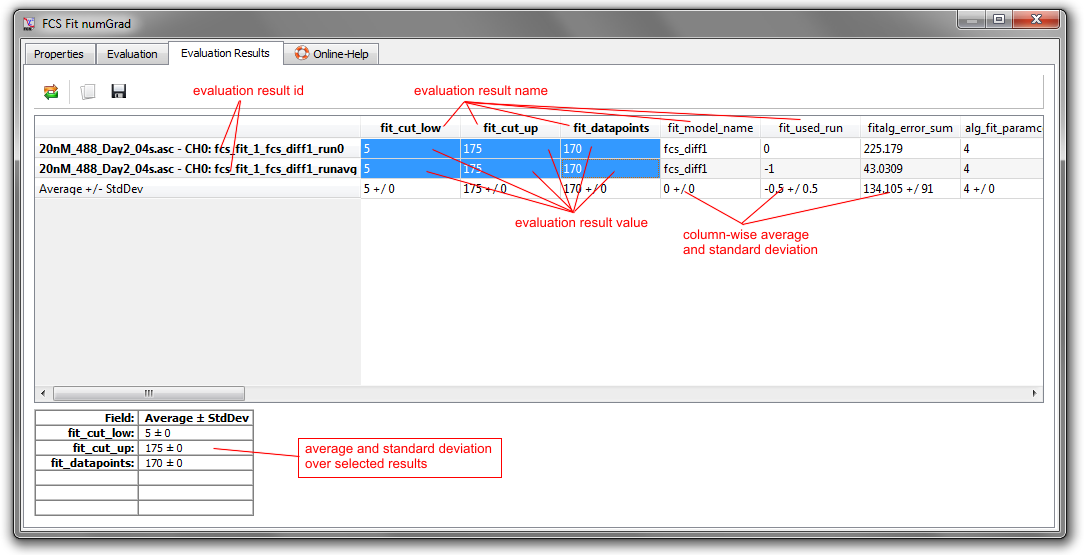 FCS Fit numGrad
Properties Evaluation Evaluation Results Online-Help
evaluation result id evaluation result name
fit_cut_low fit_cut_up fit_datapoints fit_model_name fit_used_run fitalg_error_sum alg_fit_paramco
20nM_488_Day2_04s.asc - CH0: fcs_fit_1_fcs_diff1_run0 5 175 170 fcs_diff1 0 225.179 4
20nM_488_Day2_04s.asc - CH0: fcs_fit_1_fcs_diff1_runavg 5 175 170 fcs_diff1 -1 43.0309 4
Average +/- StdDev 5 +/ 0 175 +/ 0 170 +/ 0 0 +/ 0 -0.5 +/ 0.5 134.105 +/ 91 4 +/ 0
evaluation result value
column-wise average
and standard deviation
Field: Average ± StdDev
fit_cut_low: 5 ± 0
fit_cut_up: 175 ± 0
fit_datapoints: 170 ± 0
average and standard deviation
over selected results